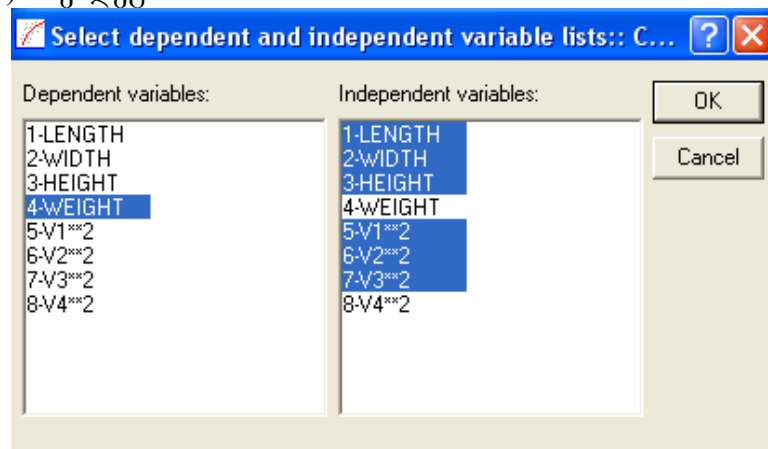 Select dependent and independent variable lists:: C...
Dependent variables:
Independent variables:
OK
Cancel
1-LENGTH
2-WIDTH
3-HEIGHT
4-WEIGHT
5-V1**2
6-V2**2
7-V3**2
8-V4**2
1-LENGTH
2-WIDTH
3-HEIGHT
4-WEIGHT
5-V1**2
6-V2**2
7-V3**2
8-V4**2